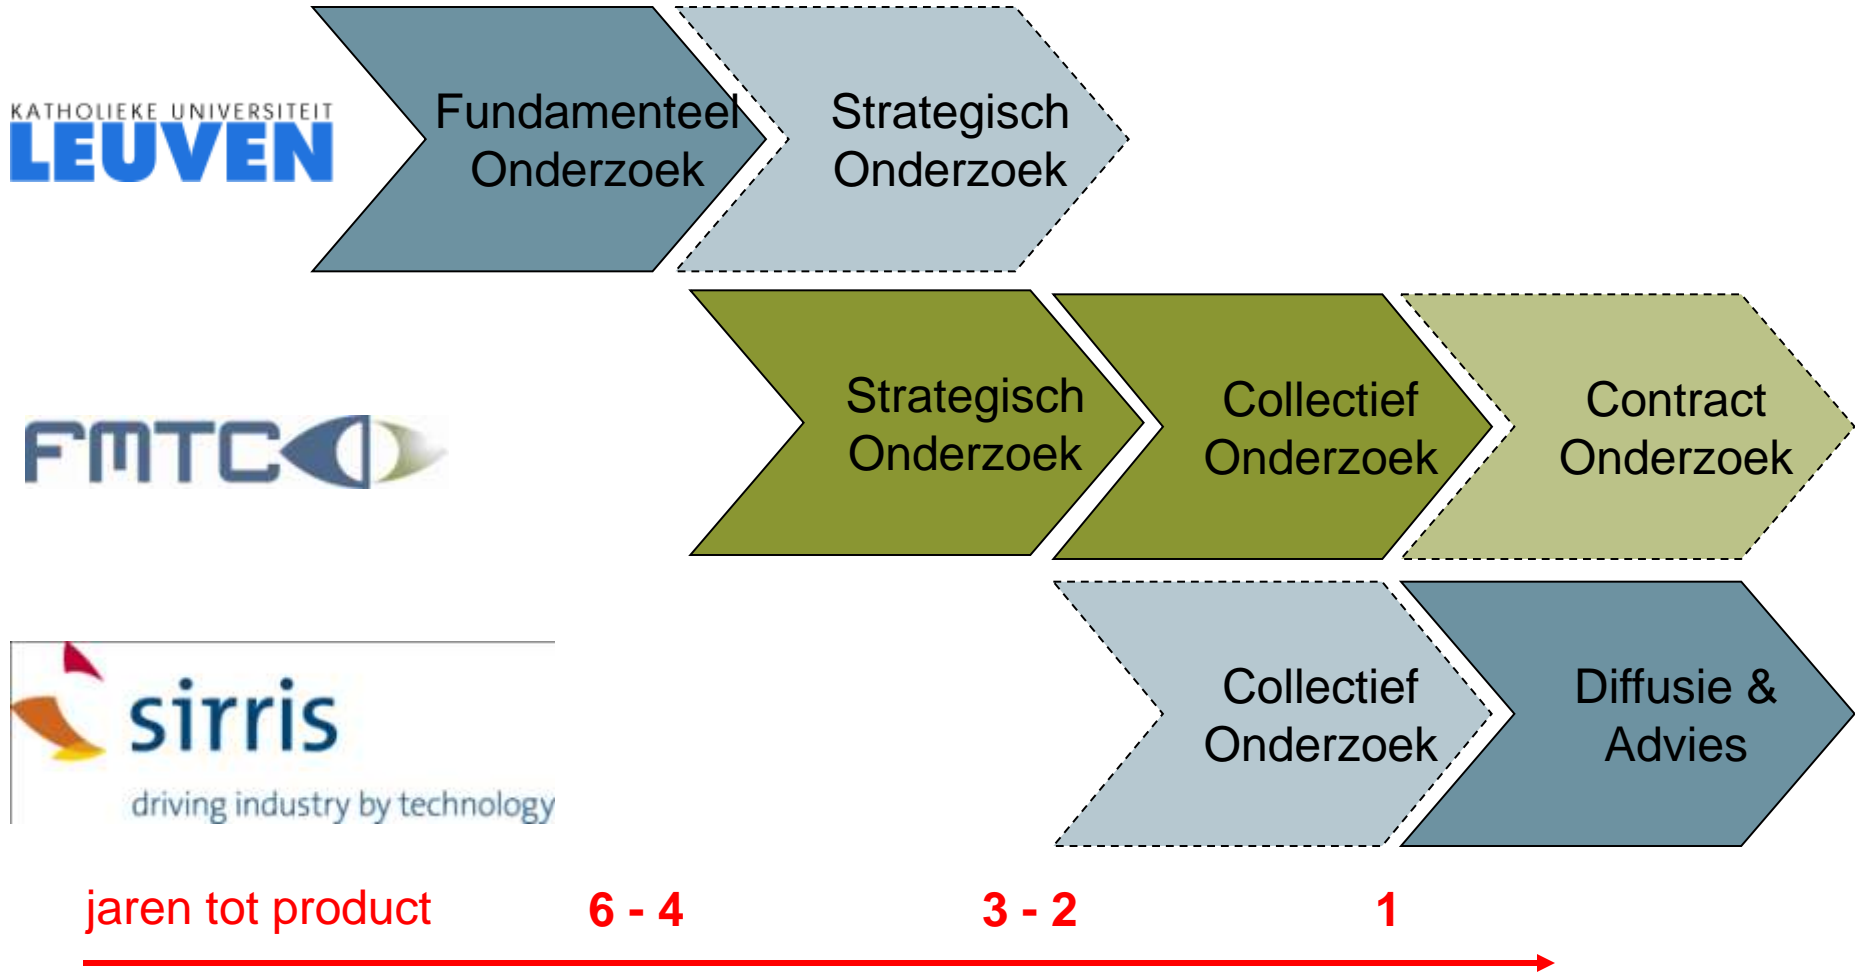 KATHOLIEKE UNIVERSITEIT
LEUVEN
Fundamenteel
Onderzoek
Strategisch
Onderzoek
FMTC
Strategisch
Onderzoek
Collectief
Onderzoek
Contract
Onderzoek
sirris
driving industry by technology
Collectief
Onderzoek
Diffusie &
Advies
jaren tot product 6 - 4 3 - 2 1